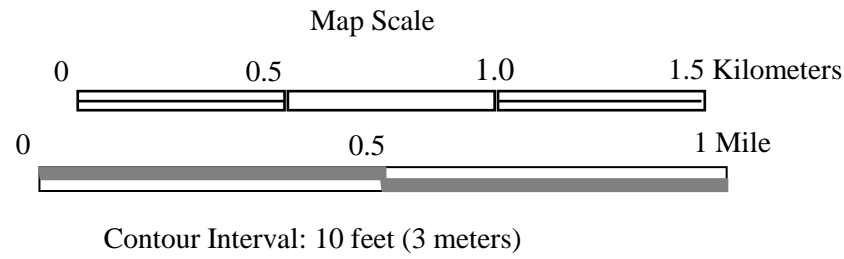 Map Scale
0 0.5 1.0 1.5 Kilometers
0 0.5 1 Mile
Contour Interval: 10 feet (3 meters)